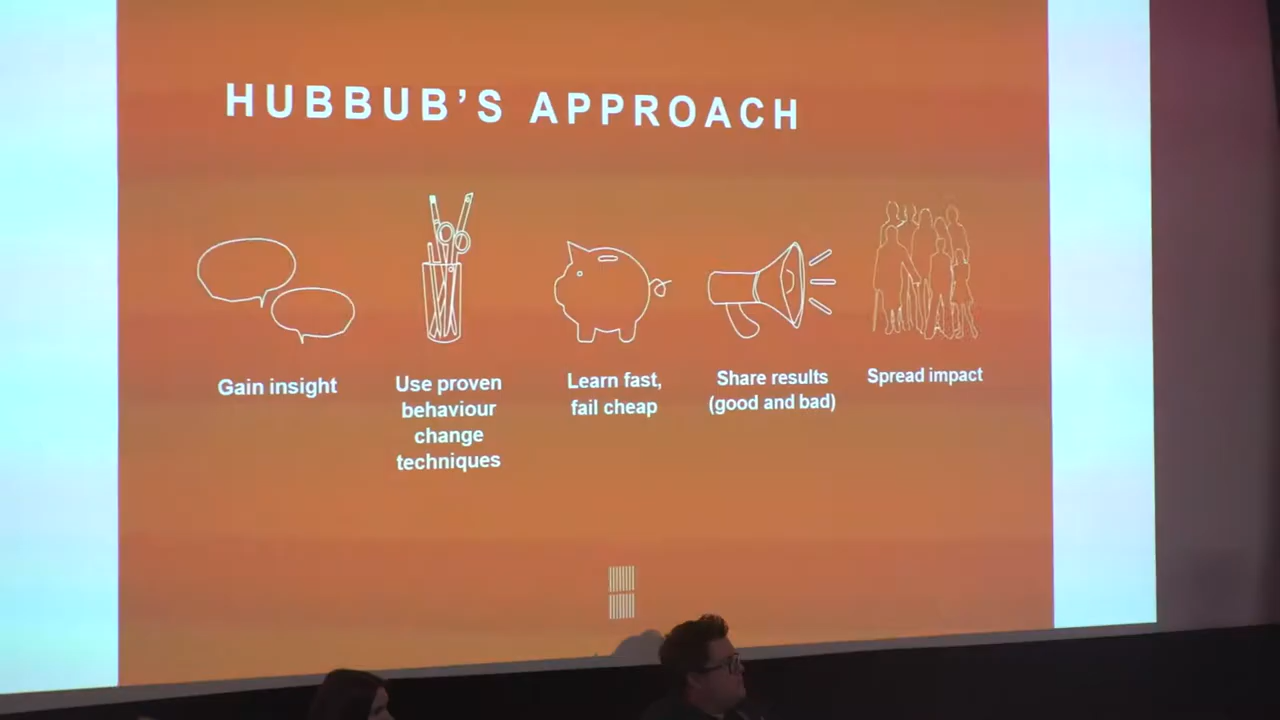 HUBBUB'S APPROACH
Gain insight
Use proven
behaviour
change
techniques
Learn fast,
fail cheap
Share results
(good and bad)
Spread impact